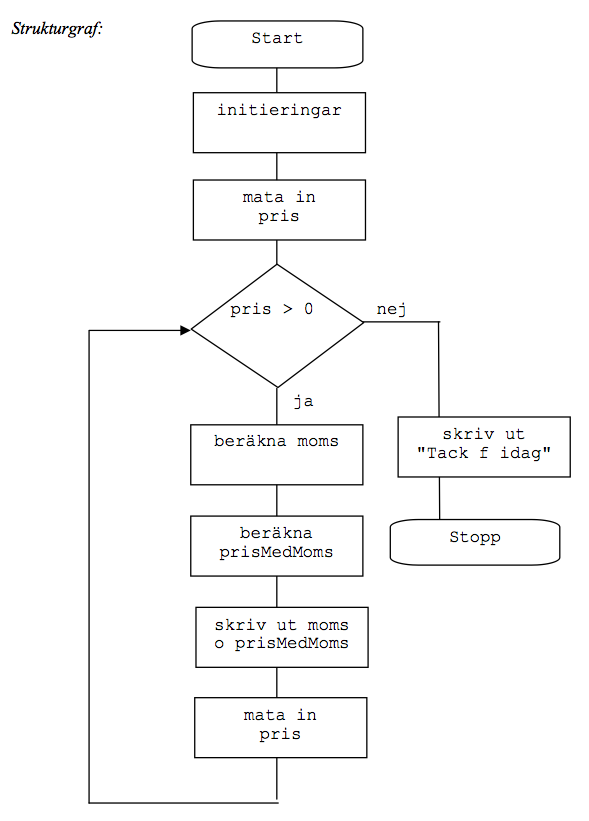 Strukturgraf:
Start
initieringar
mata in
pris
pris > 0
nej
ja
beräkna moms
skriv ut
"Tack f idag"
beräkna
prisMedMoms
Stopp
skriv ut moms
o prisMedMoms
mata in
pris